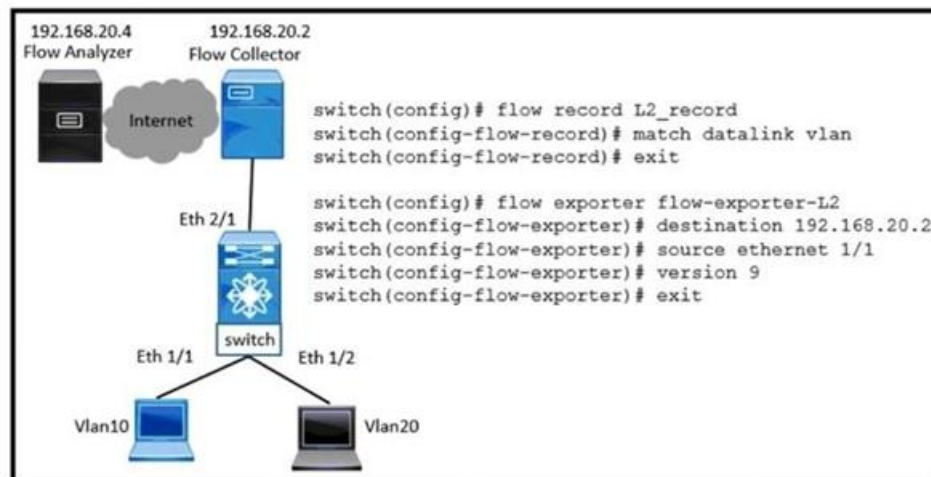 192.168.20.4
Flow Analyzer
192.168.20.2
Flow Collector
Internet
switch(config)# flow record L2_record
switch(config-flow-record)# match datalink vlan
switch(config-flow-record)# exit
switch(config)# flow exporter flow-exporter-L2
switch(config-flow-exporter)# destination 192.168.20.2
switch(config-flow-exporter)# source ethernet 1/1
switch(config-flow-exporter)# version 9
switch(config-flow-exporter)# exit
Eth 2/1
switch
Eth 1/1
Eth 1/2
Vlan10
Vlan20